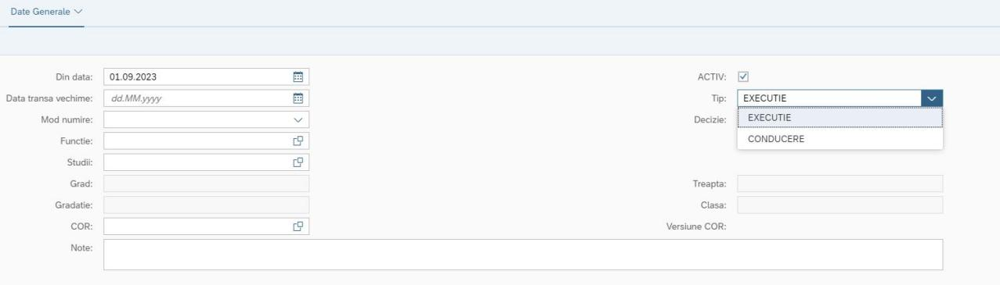 Date Generale
Din data: 01.09.2023 ACTIV:
Data transa vechime: dd.MM.yyyy Tip: EXECUTIE
Mod numire: Decizie: EXECUTIE
Functie: CONDUCERE
Studii:
Grad: Treapta:
Gradatie: Clasa:
COR: Versiune COR:
Note: